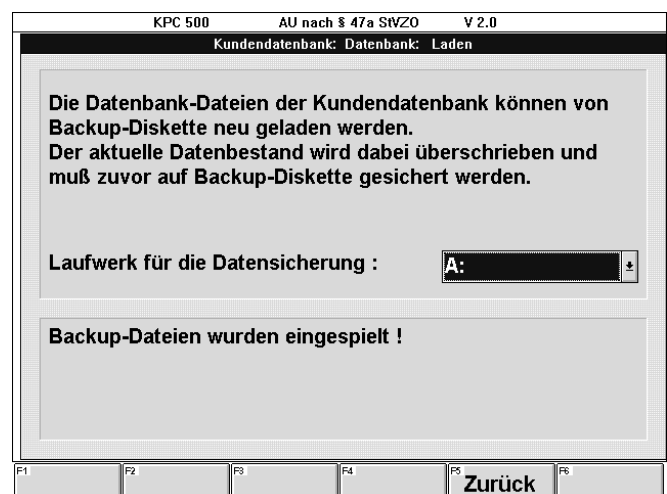 KPC 500 AU nach § 47a StVZO V 2.0
Kundendatenbank: Datenbank: Laden
Die Datenbank-Dateien der Kundendatenbank können von
Backup-Diskette neu geladen werden.
Der aktuelle Datenbestand wird dabei überschrieben und
muß zuvor auf Backup-Diskette gesichert werden.
Laufwerk für die Datensicherung : A:
Backup-Dateien wurden eingespielt !
F1 F2 F3 F4 F5 Zurück F6